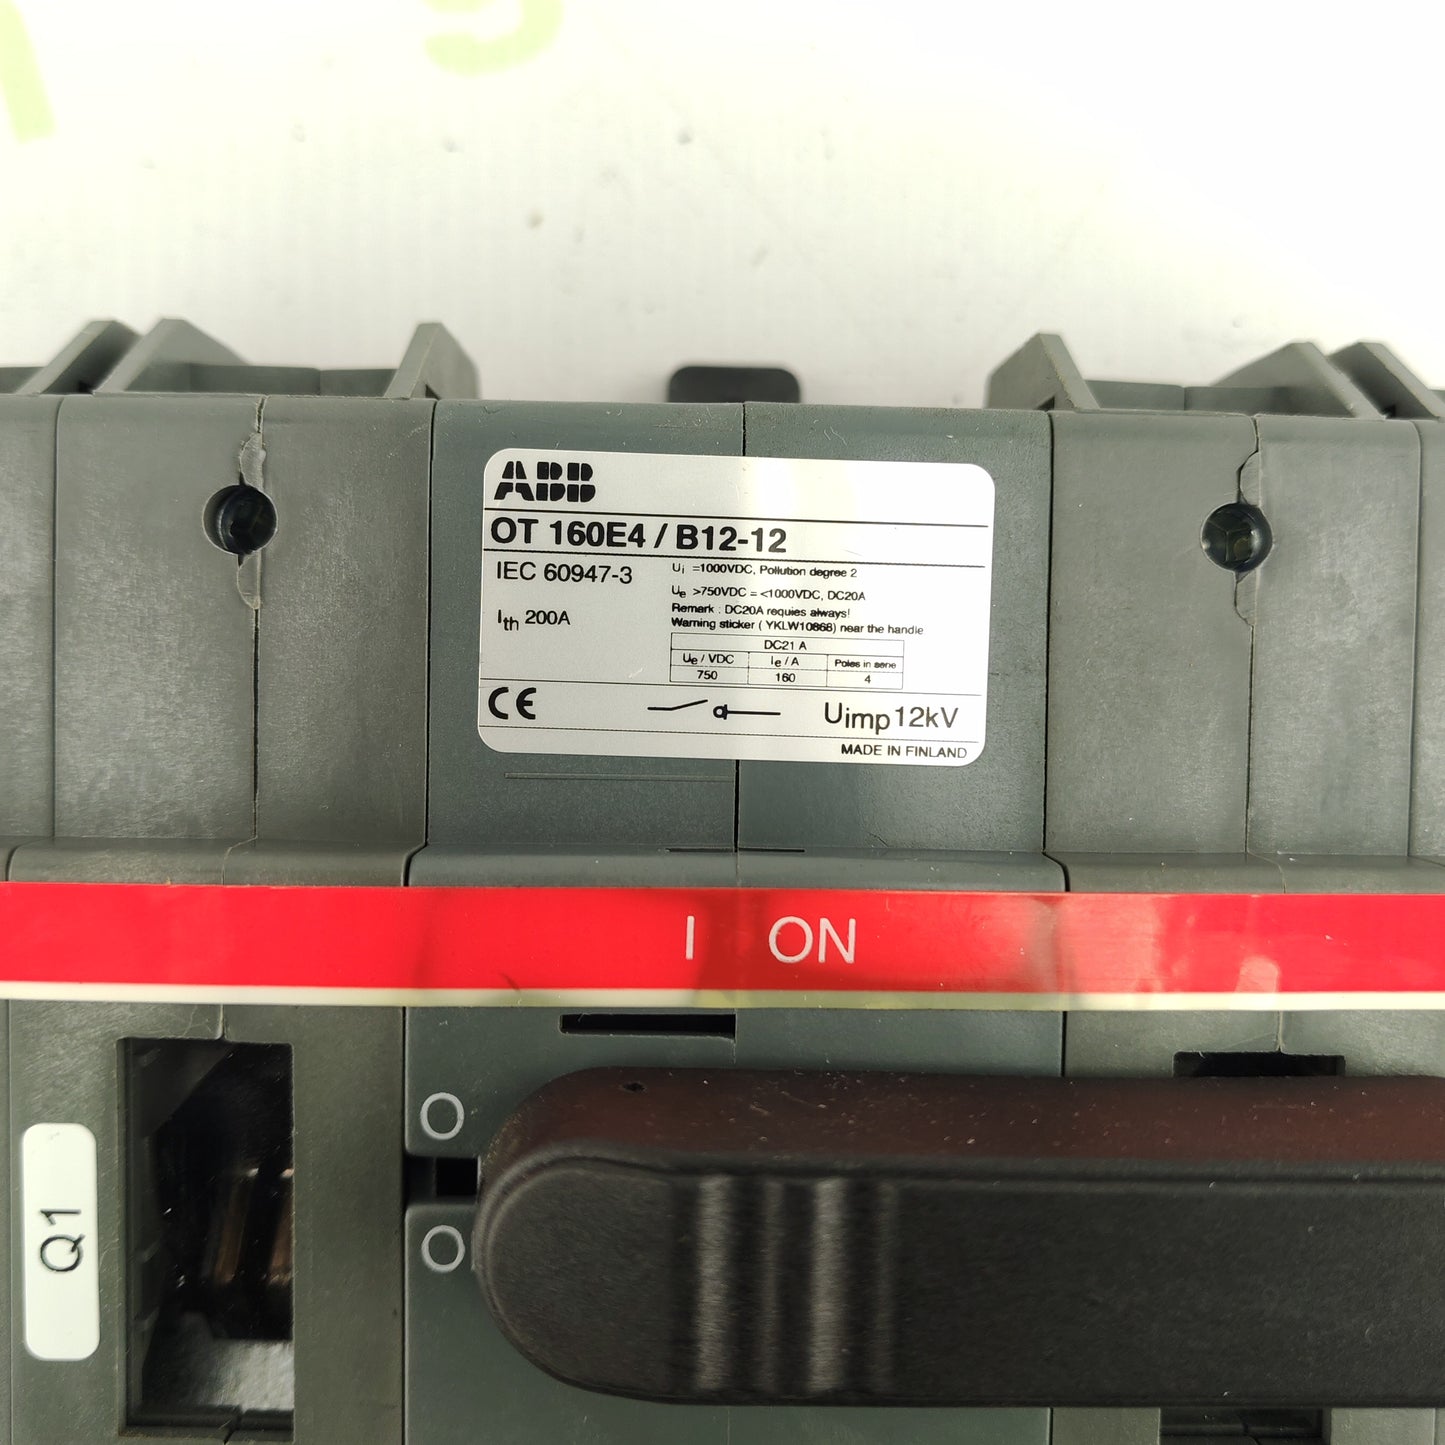 ABB
OT 160E4 / B12-12
IEC 60947-3
Ith 200A
Ui =1000VDC, Pollution degree 2
Ue >750VDC = <1000VDC, DC20A
Remark : DC20A requies always!
Warning sticker ( YKLW10868) near the handle
DC21 A
Ue / VDC Ie / A Poles in serie
750 160 4
CE Uimp 12kV
MADE IN FINLAND
I ON
O
O
Q1